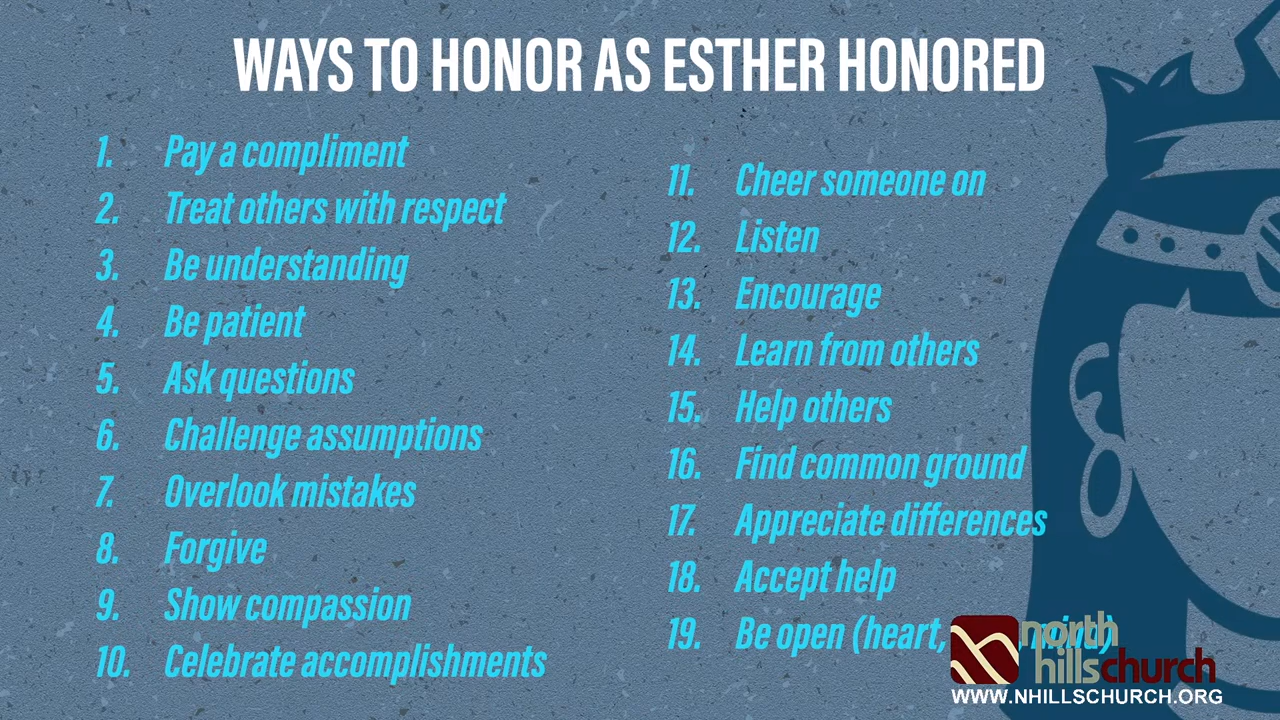 WAYS TO HONOR AS ESTHER HONORED
1. Pay a compliment
2. Treat others with respect
3. Be understanding
4. Be patient
5. Ask questions
6. Challenge assumptions
7. Overlook mistakes
8. Forgive
9. Show compassion
10. Celebrate accomplishments
11. Cheer someone on
12. Listen
13. Encourage
14. Learn from others
15. Help others
16. Find common ground
17. Appreciate differences
18. Accept help
19. Be open (heart, mind)
north
hillschurch
WWW.NHILLSCHURCH.ORG